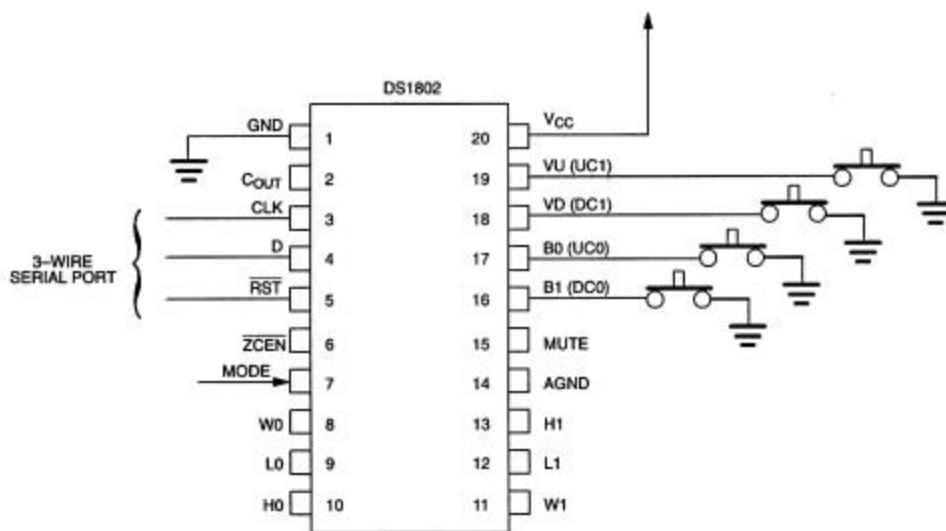 DS1802
GND 1 20 VCC
COUT 2 19 VU (UC1)
CLK 3 18 VD (DC1)
3–WIRE
SERIAL PORT
D 4 17 B0 (UC0)
RST 5 16 B1 (DC0)
ZCEN 6 15 MUTE
MODE 7 14 AGND
W0 8 13 H1
L0 9 12 L1
H0 10 11 W1